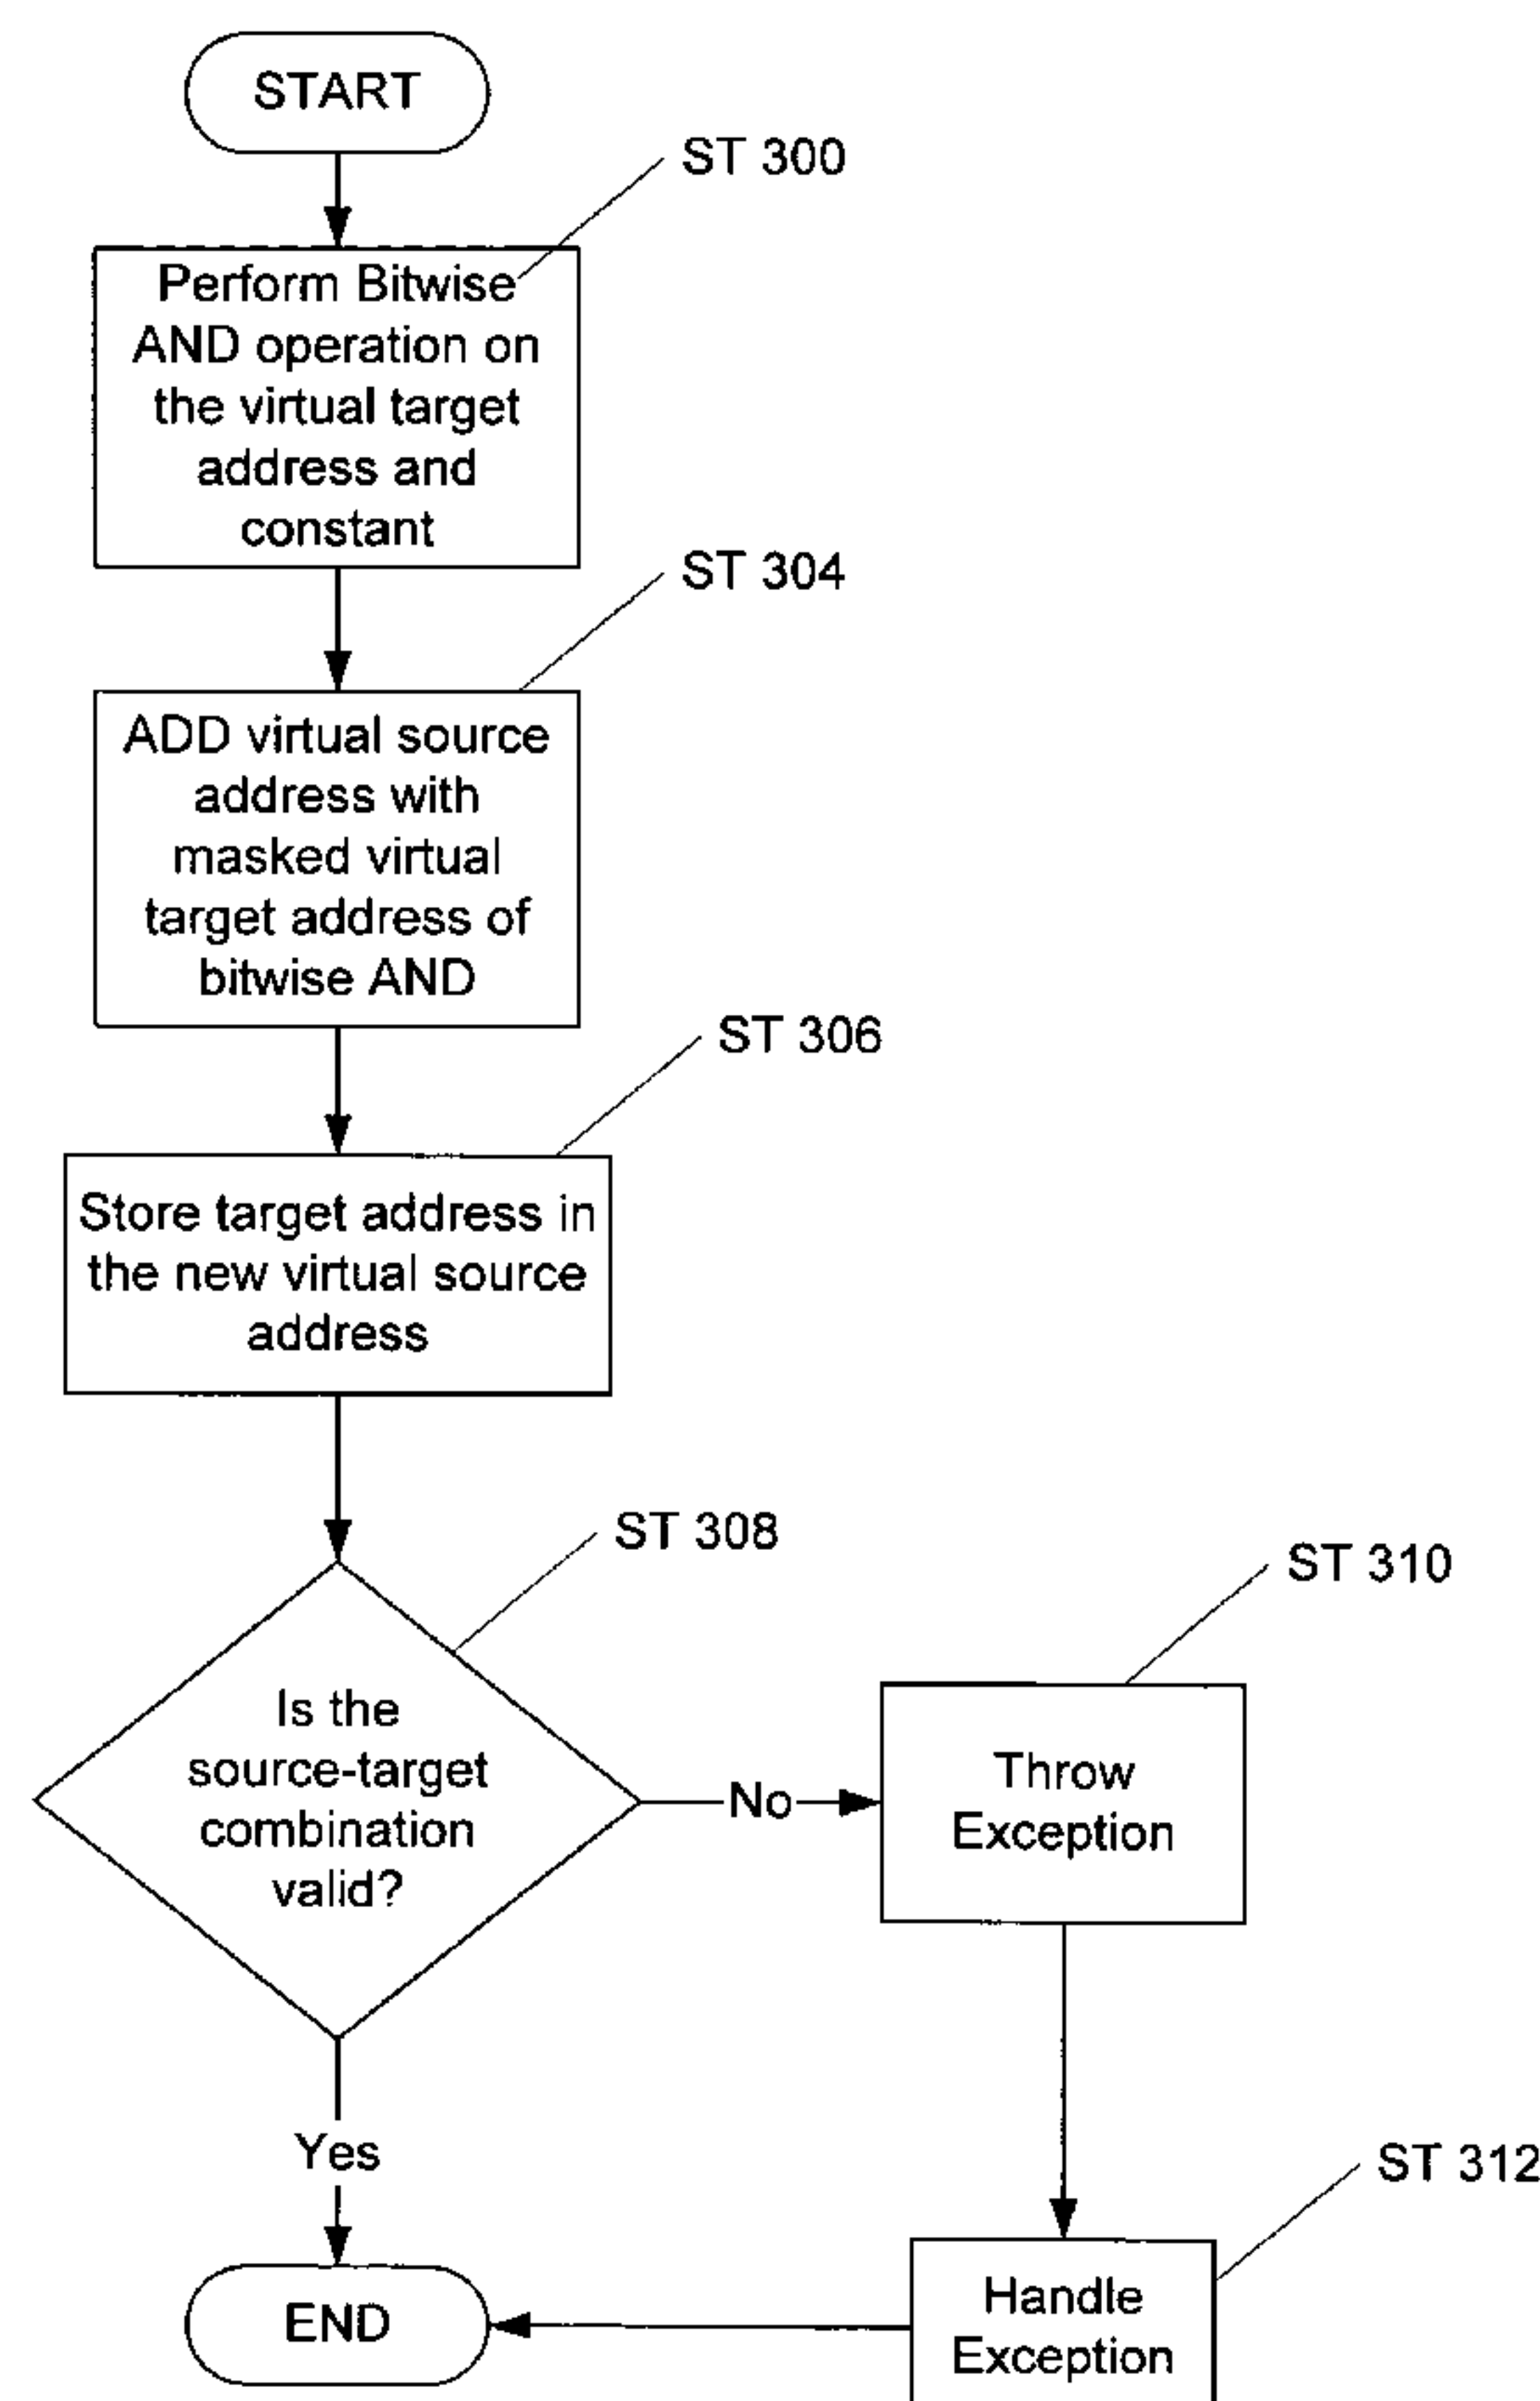 START
ST 300
Perform Bitwise
AND operation on
the virtual target
address and
constant
ST 304
ADD virtual source
address with
masked virtual
target address of
bitwise AND
ST 306
Store target address in
the new virtual source
address
ST 308
Is the
source-target
combination
valid?
No
ST 310
Throw
Exception
Yes
ST 312
Handle
Exception
END